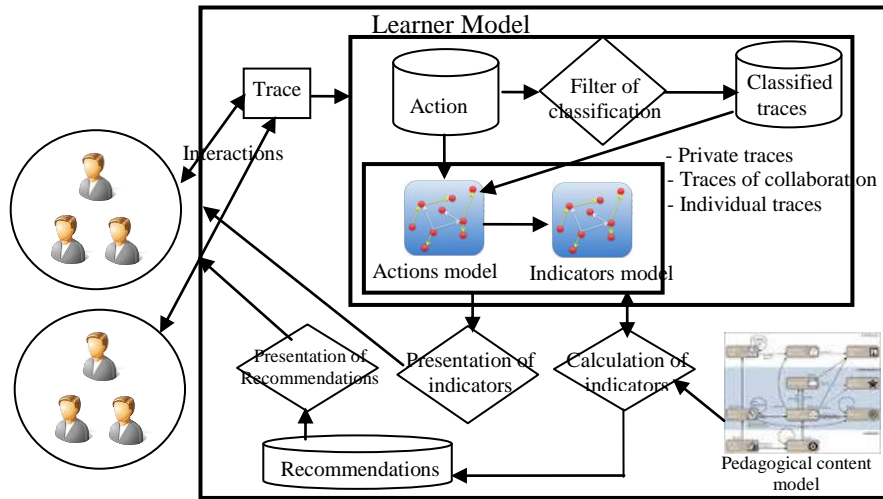 Learner Model
Trace
Action
Filter of
classification
Classified
traces
Interactions
- Private traces
- Traces of collaboration
- Individual traces
Actions model
Indicators model
Presentation of
Recommendations
Presentation of
indicators
Calculation of
indicators
Recommendations
Pedagogical content
model